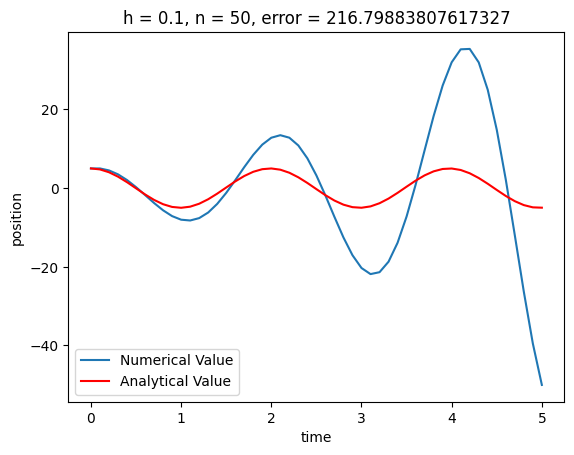 h = 0.1, n = 50, error = 216.79883807617327
position
20
0
−20
−40
Numerical Value
Analytical Value
0 1 2 3 4 5
time